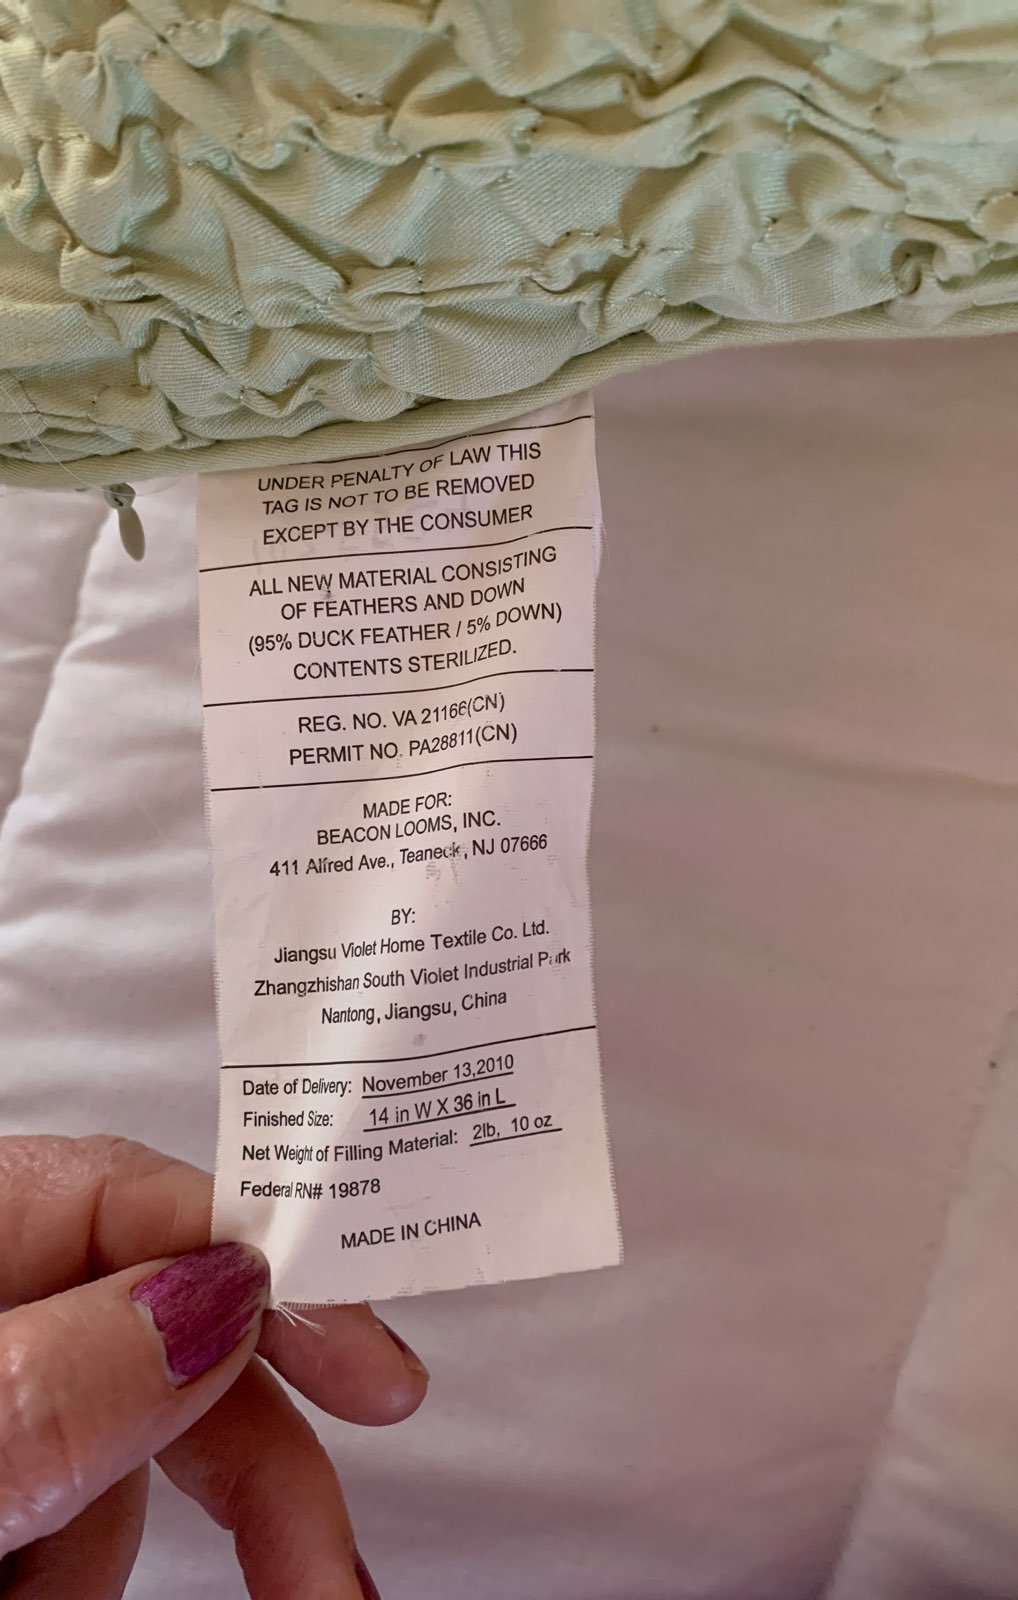 UNDER PENALTY OF LAW THIS
TAG IS NOT TO BE REMOVED
EXCEPT BY THE CONSUMER
ALL NEW MATERIAL CONSISTING
OF FEATHERS AND DOWN
(95% DUCK FEATHER / 5% DOWN)
CONTENTS STERILIZED.
REG. NO. VA 21166(CN)
PERMIT NO. PA28811(CN)
MADE FOR:
BEACON LOOMS, INC.
411 Alfred Ave., Teaneck, NJ 07666
BY:
Jiangsu Violet Home Textile Co. Ltd.
Zhangzhishan South Violet Industrial Park
Nantong, Jiangsu, China
Date of Delivery: November 13,2010
Finished Size: 14 in W X 36 in L
Net Weight of Filling Material: 2lb, 10 oz
Federal RN# 19878
MADE IN CHINA